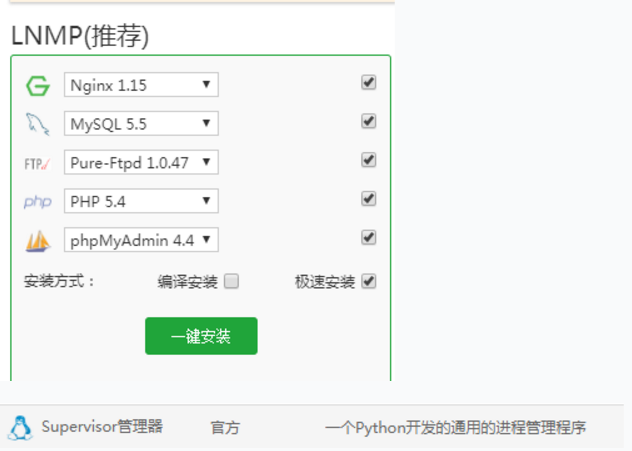 LNMP(推荐)
Nginx 1.15
MySQL 5.5
FTP Pure-Ftpd 1.0.47
php PHP 5.4
phpMyAdmin 4.4
安装方式： 编译安装 极速安装
一键安装
Supervisor管理器 官方 一个Python开发的通用的进程管理程序